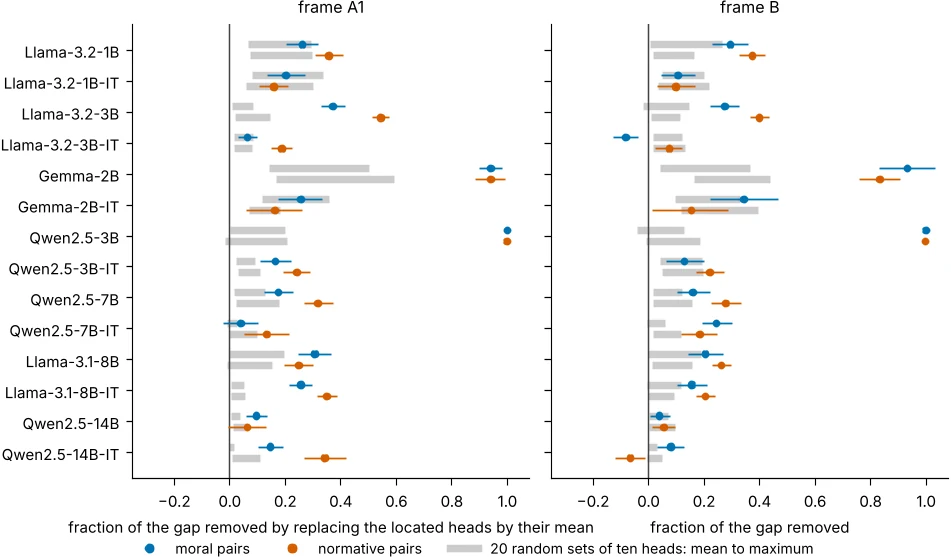 frame A1
frame B
Llama-3.2-1B
Llama-3.2-1B-IT
Llama-3.2-3B
Llama-3.2-3B-IT
Gemma-2B
Gemma-2B-IT
Qwen2.5-3B
Qwen2.5-3B-IT
Qwen2.5-7B
Qwen2.5-7B-IT
Llama-3.1-8B
Llama-3.1-8B-IT
Qwen2.5-14B
Qwen2.5-14B-IT
−0.2 0.0 0.2 0.4 0.6 0.8 1.0
−0.2 0.0 0.2 0.4 0.6 0.8 1.0
fraction of the gap removed by replacing the located heads by their mean
fraction of the gap removed
moral pairs normative pairs 20 random sets of ten heads: mean to maximum